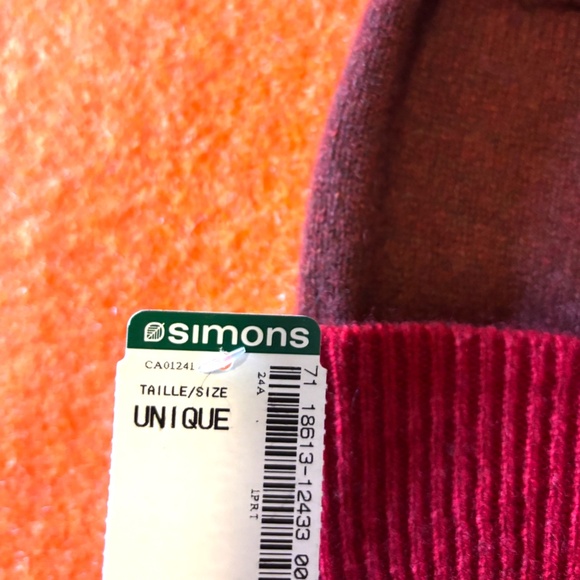 simons
CA01241
TAILLE/SIZE
UNIQUE
24A
71 18613-12433 00
1PRT